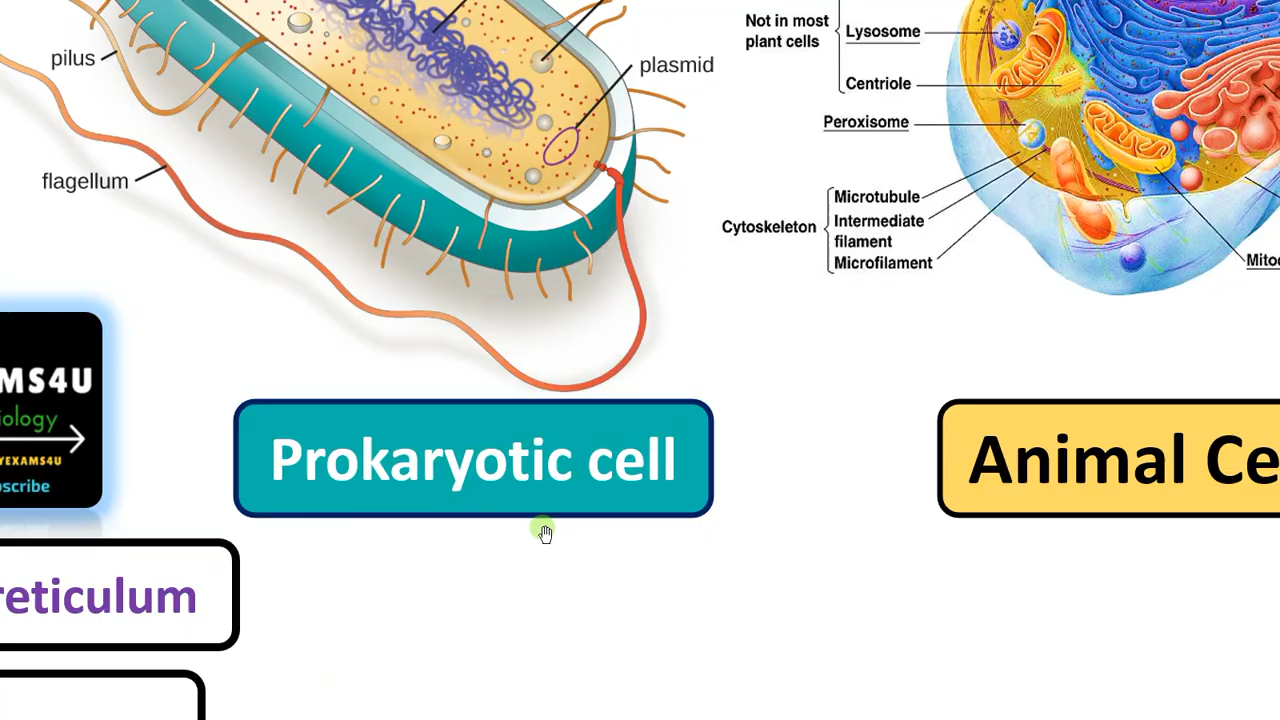 pilus
plasmid
flagellum
Not in most
plant cells
Lysosome
Centriole
Peroxisome
Cytoskeleton
Microtubule
Intermediate
filament
Microfilament
Mito
MS4U
iology
YEXAMS4U
scribe
Prokaryotic cell
Animal Ce
reticulum